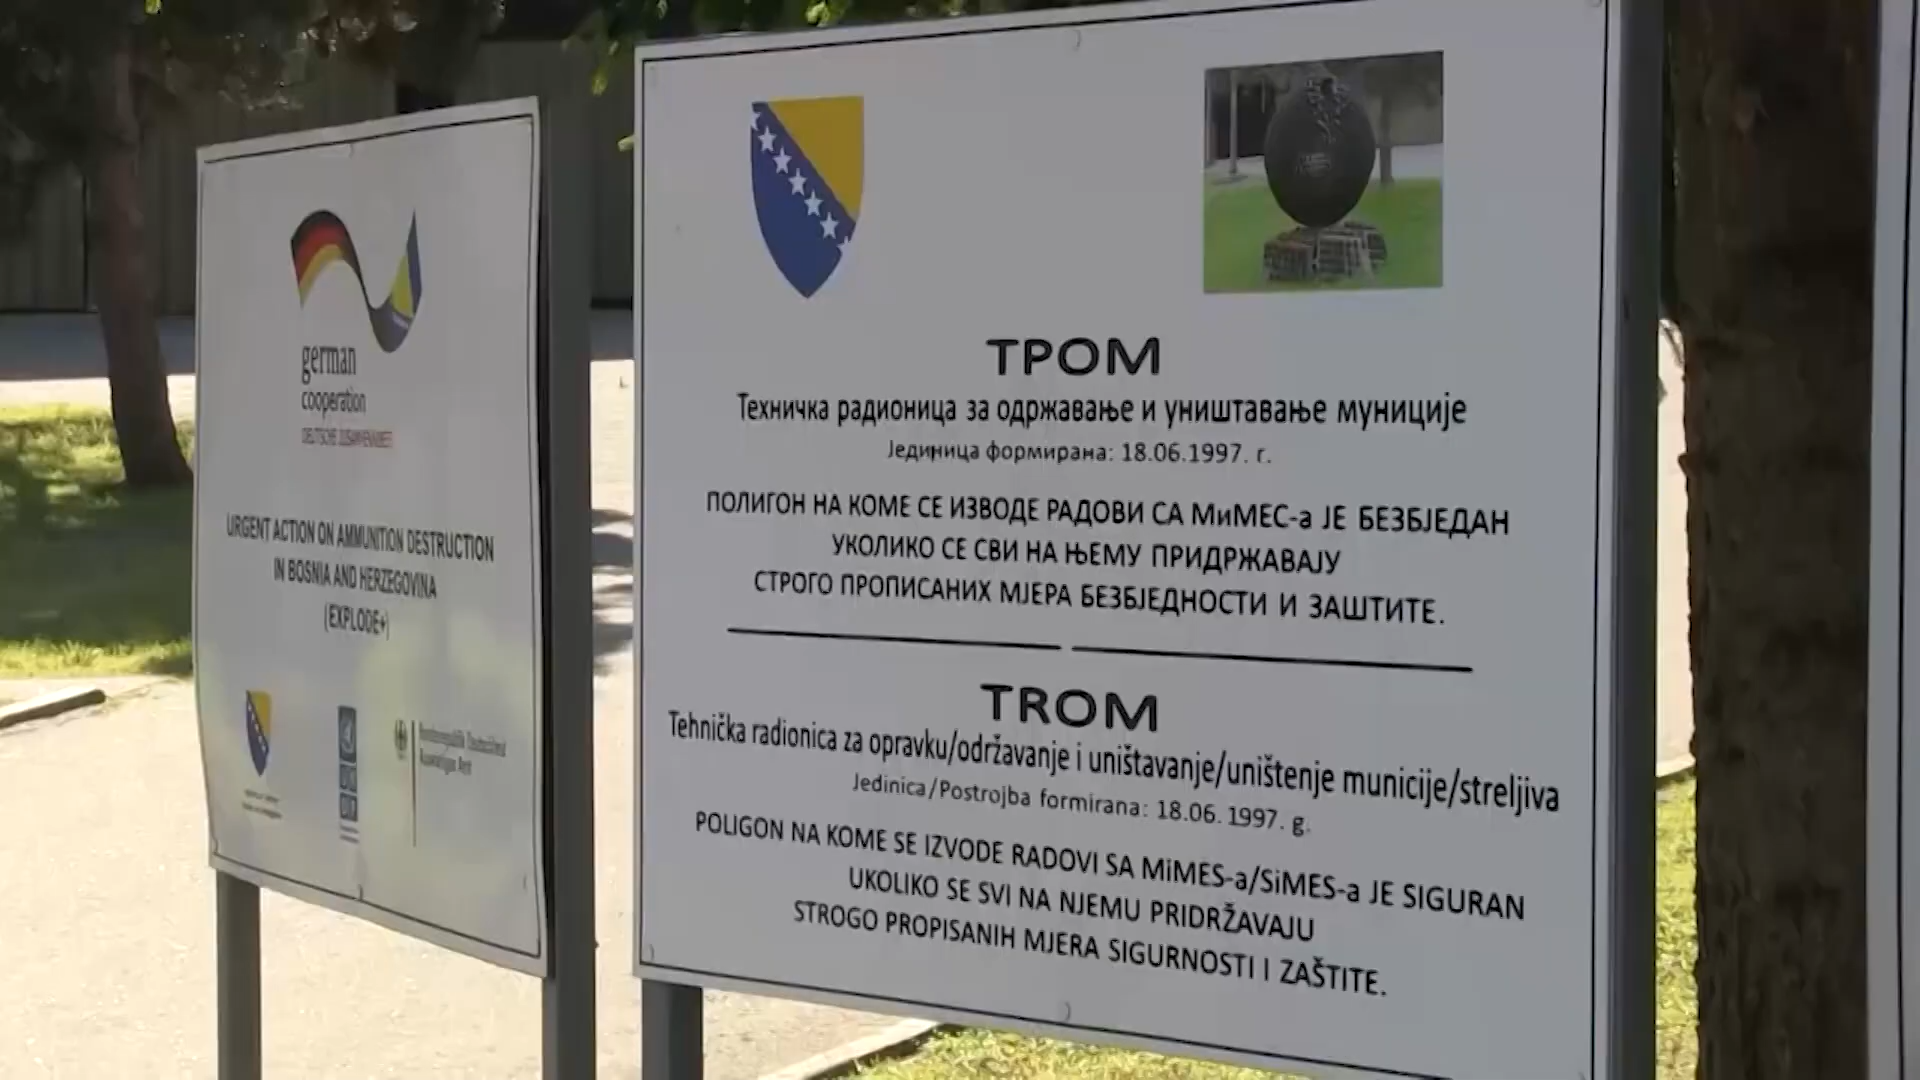 german
cooperation
DEUTSCHE ZUSAMMENARBEIT
URGENT ACTION ON AMMUNITION DESTRUCTION
IN BOSNIA AND HERZEGOVINA
(EXPLODE+)
ТРОМ
Техничка радионица за одржавање и уништавање муниције
Јединица формирана: 18.06.1997. г.
ПОЛИГОН НА КОМЕ СЕ ИЗВОДЕ РАДОВИ СА МиМЕС-а ЈЕ БЕЗБЈЕДАН
УКОЛИКО СЕ СВИ НА ЊЕМУ ПРИДРЖАВАЈУ
СТРОГО ПРОПИСАНИХ МЈЕРА БЕЗБЈЕДНОСТИ И ЗАШТИТЕ.
TROM
Tehnička radionica za opravku/održavanje i uništavanje/uništenje municije/streljiva
Jedinica/Postrojba formirana: 18.06. 1997. g.
POLIGON NA KOME SE IZVODE RADOVI SA MiMES-a/SiMES-a JE SIGURAN
UKOLIKO SE SVI NA NJEMU PRIDRŽAVAJU
STROGO PROPISANIH MJERA SIGURNOSTI I ZAŠTITE.